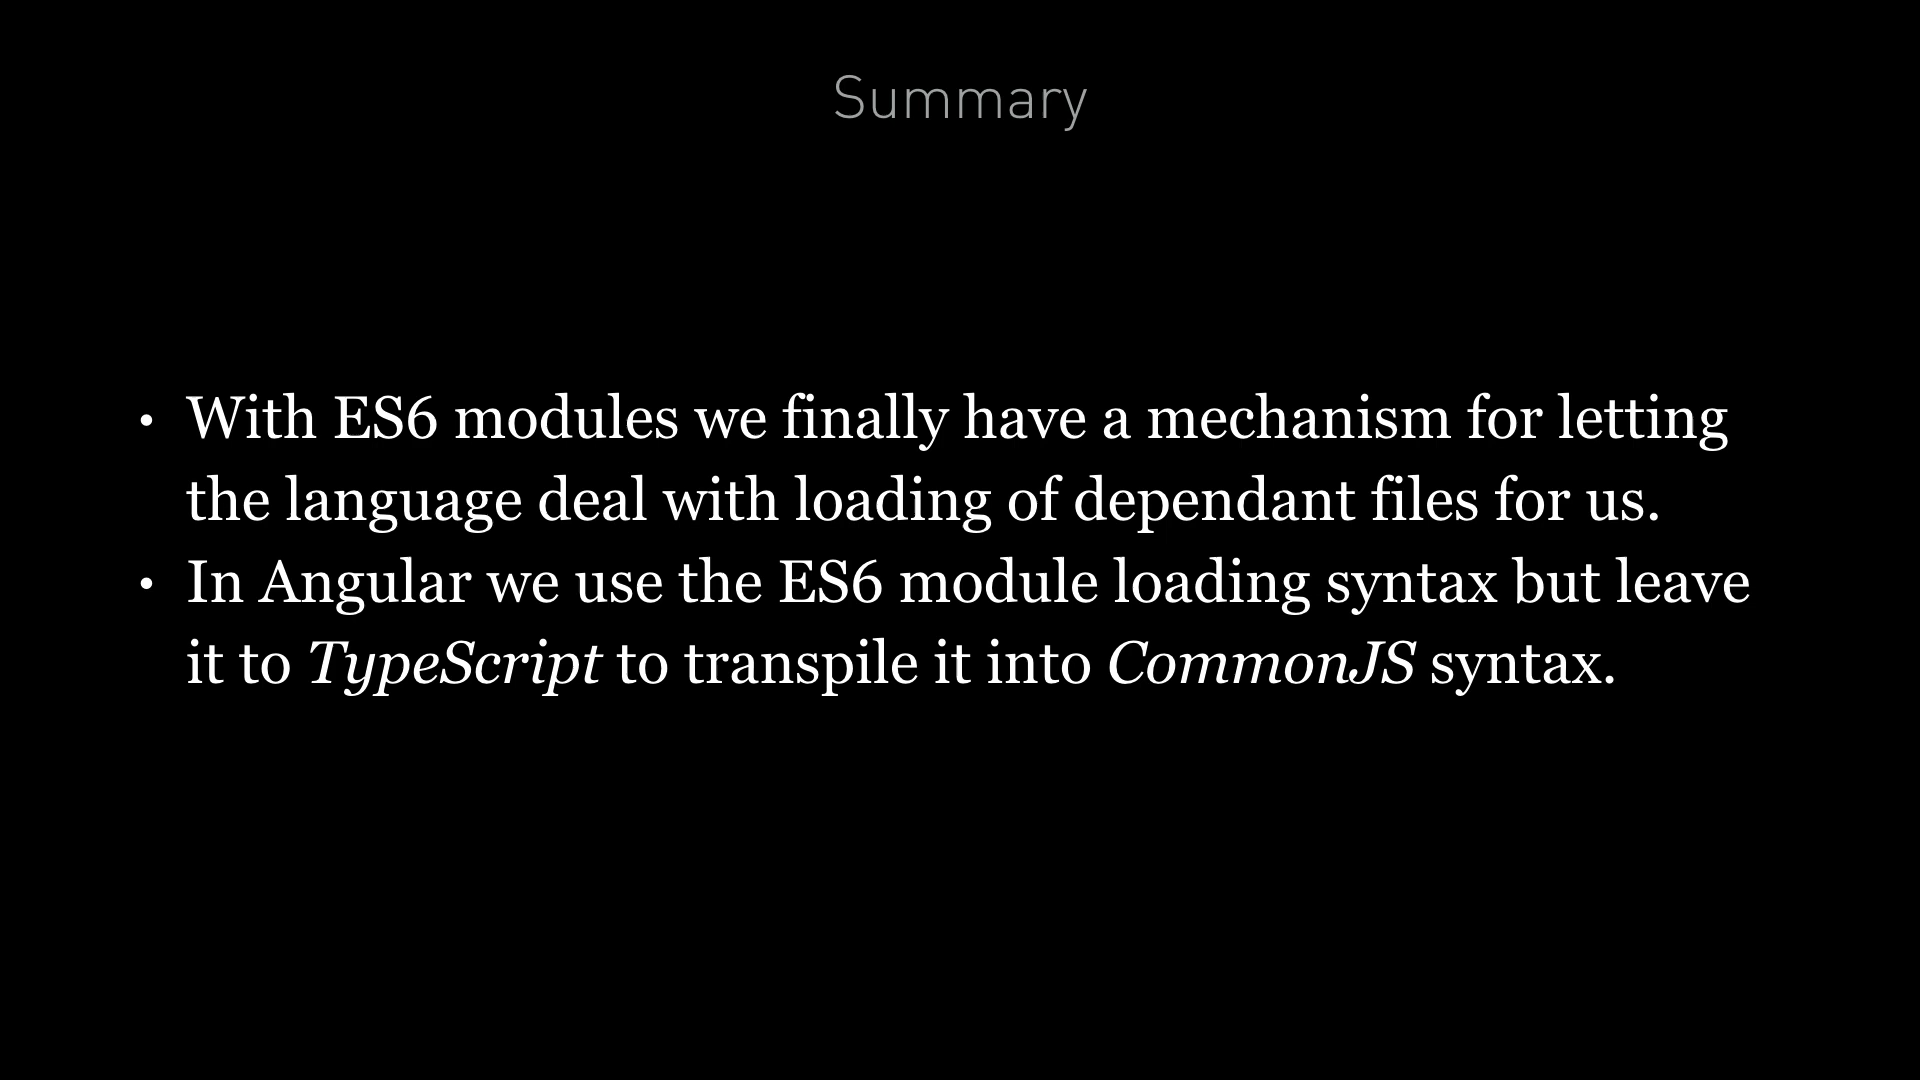 Summary
• With ES6 modules we finally have a mechanism for letting
the language deal with loading of dependant files for us.
• In Angular we use the ES6 module loading syntax but leave
it to TypeScript to transpile it into CommonJS syntax.